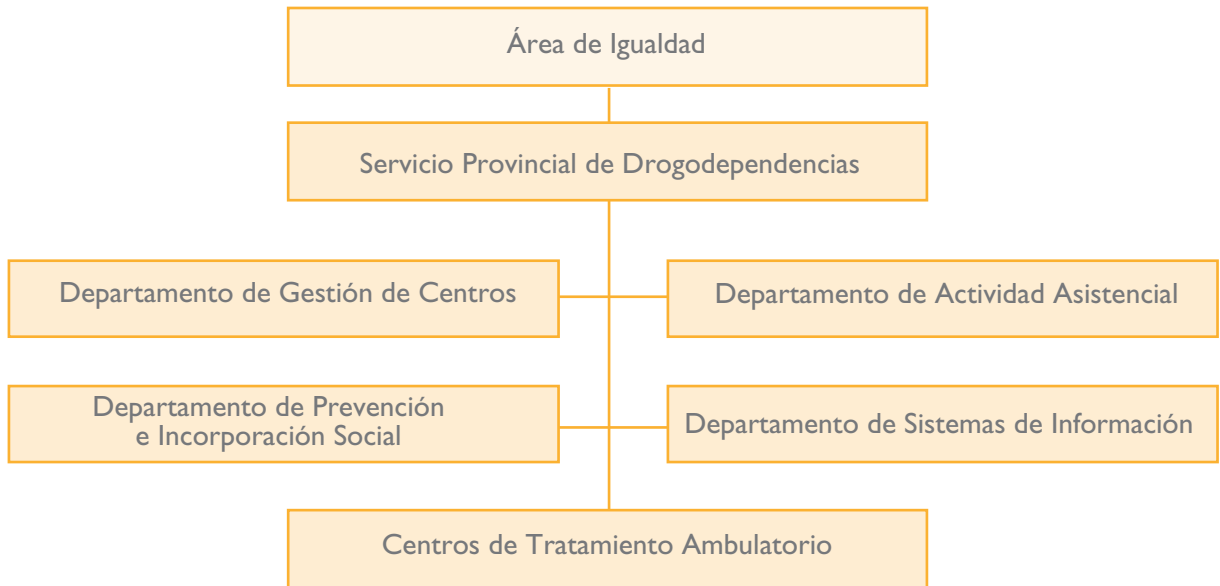 Área de Igualdad
Servicio Provincial de Drogodependencias
Departamento de Gestión de Centros
Departamento de Actividad Asistencial
Departamento de Prevención
e Incorporación Social
Departamento de Sistemas de Información
Centros de Tratamiento Ambulatorio